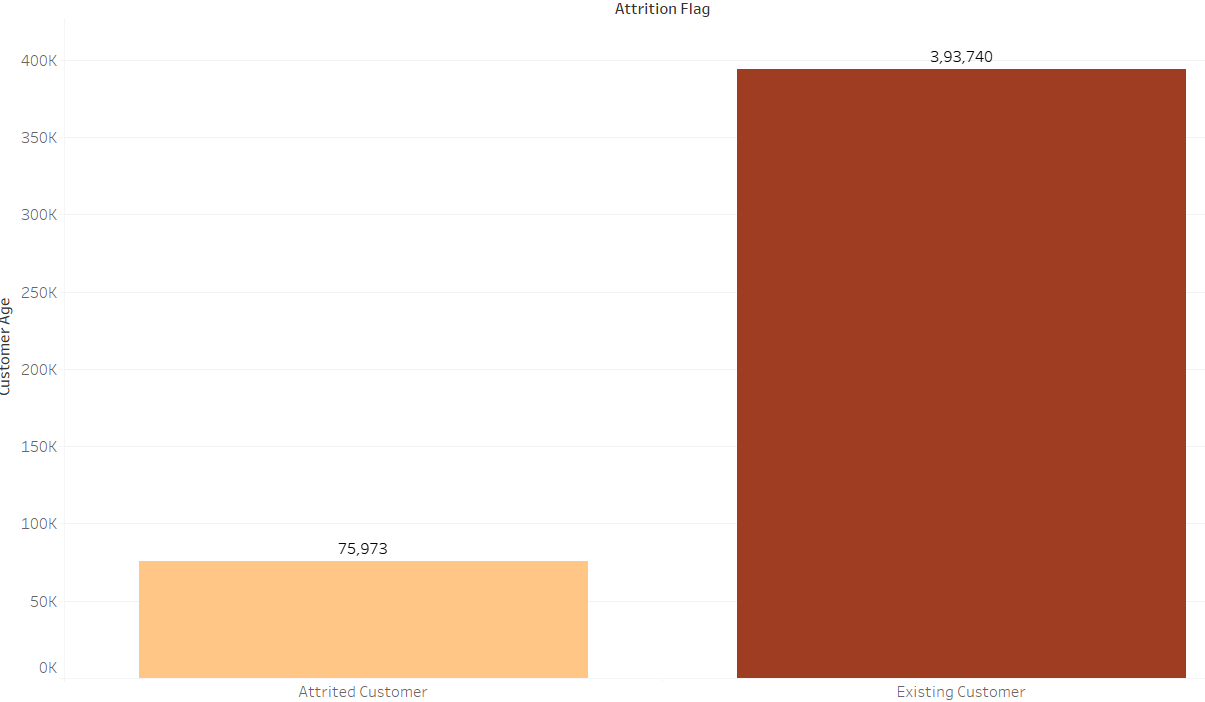 Attrition Flag
Customer Age
400K
350K
300K
250K
200K
150K
100K
50K
0K
3,93,740
75,973
Attrited Customer
Existing Customer